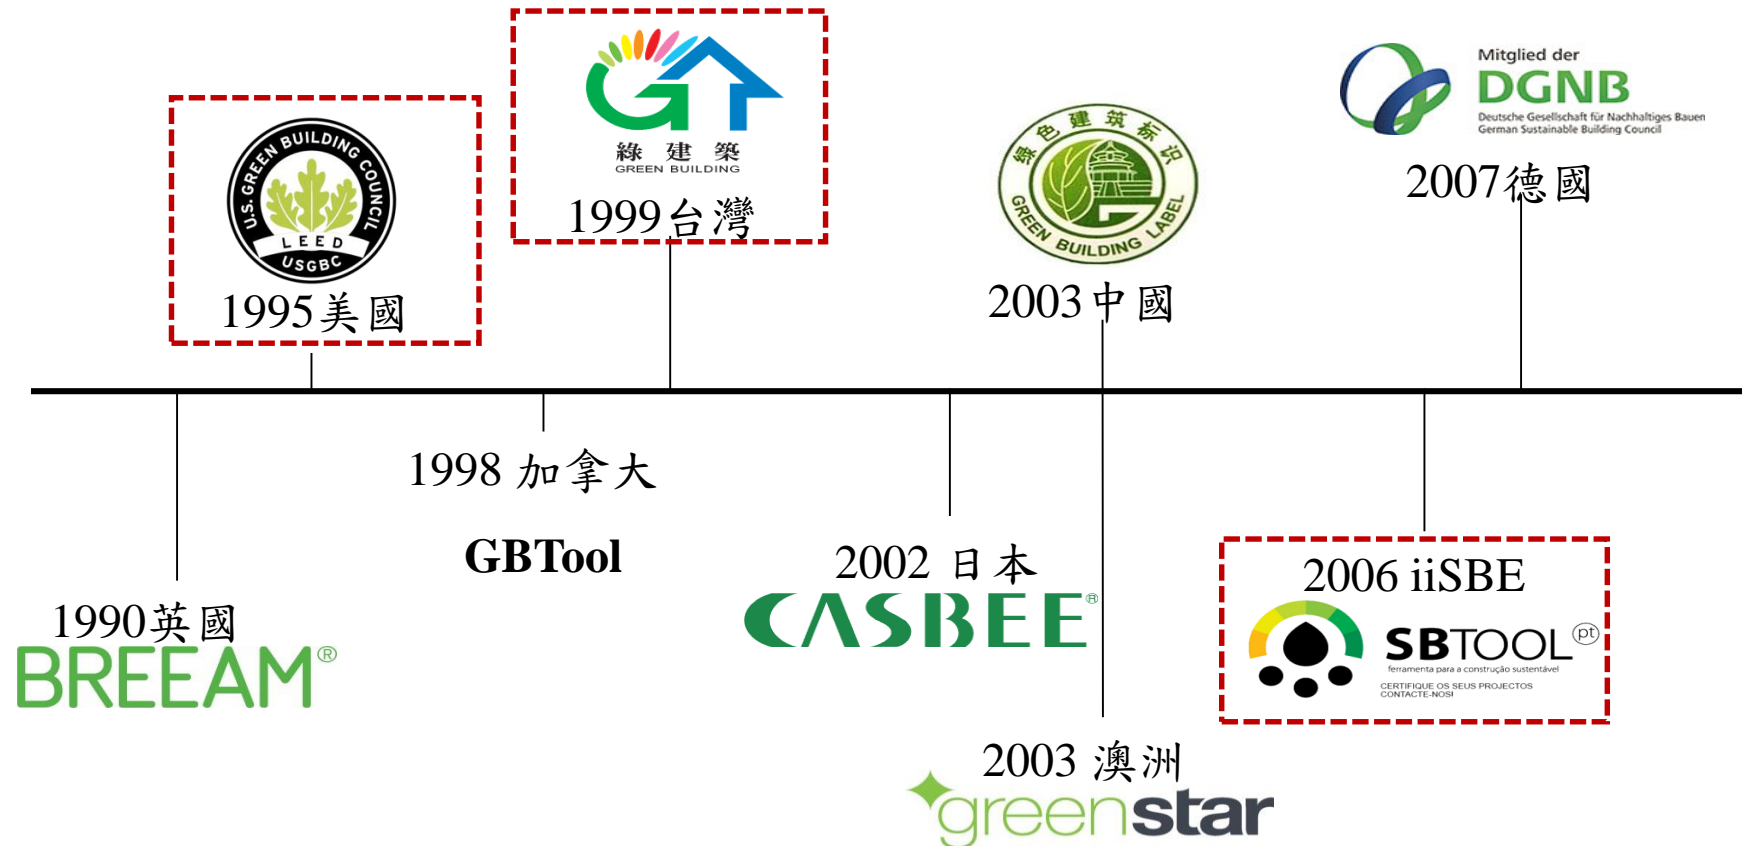 U.S. GREEN BUILDING COUNCIL
LEED
USGBC
1995美國
綠建築
GREEN BUILDING
1999台灣
绿色建筑标识
GREEN BUILDING LABEL
2003中國
Mitglied der
DGNB
Deutsche Gesellschaft für Nachhaltiges Bauen
German Sustainable Building Council
2007德國
1990英國
BREEAM®
1998 加拿大
GBTool
2002 日本
CASBEE®
2003 澳洲
greenstar
2006 iiSBE
SBTOOL pt
ferramenta para a construção sustentável
CERTIFIQUE OS SEUS PROJECTOS
CONTACTE-NOS!